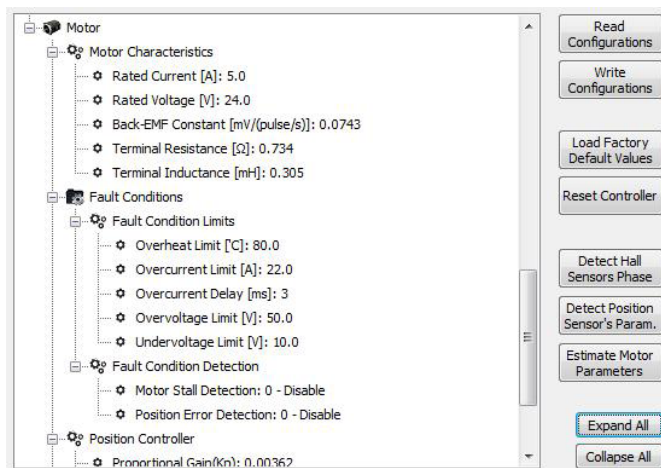 Motor
Motor Characteristics
Rated Current [A]: 5.0
Rated Voltage [V]: 24.0
Back-EMF Constant [mV/(pulse/s)]: 0.0743
Terminal Resistance [Ω]: 0.734
Terminal Inductance [mH]: 0.305
Fault Conditions
Fault Condition Limits
Overheat Limit [℃]: 80.0
Overcurrent Limit [A]: 22.0
Overcurrent Delay [ms]: 3
Overvoltage Limit [V]: 50.0
Undervoltage Limit [V]: 10.0
Fault Condition Detection
Motor Stall Detection: 0 - Disable
Position Error Detection: 0 - Disable
Position Controller
Proportional Gain(Kp): 0.00362
Read
Configurations
Write
Configurations
Load Factory
Default Values
Reset Controller
Detect Hall
Sensors Phase
Detect Position
Sensor's Param.
Estimate Motor
Parameters
Expand All
Collapse All